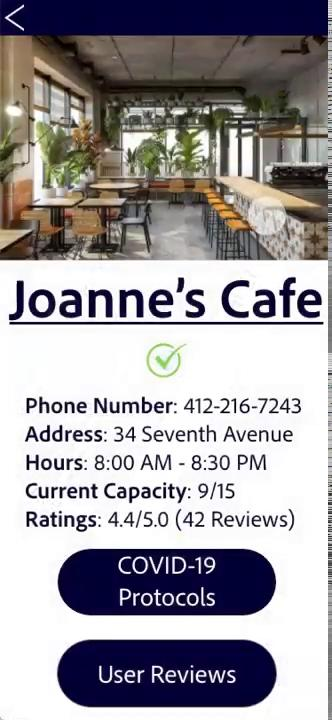 Joanne's Cafe
Phone Number: 412-216-7243
Address: 34 Seventh Avenue
Hours: 8:00 AM - 8:30 PM
Current Capacity: 9/15
Ratings: 4.4/5.0 (42 Reviews)
COVID-19
Protocols
User Reviews